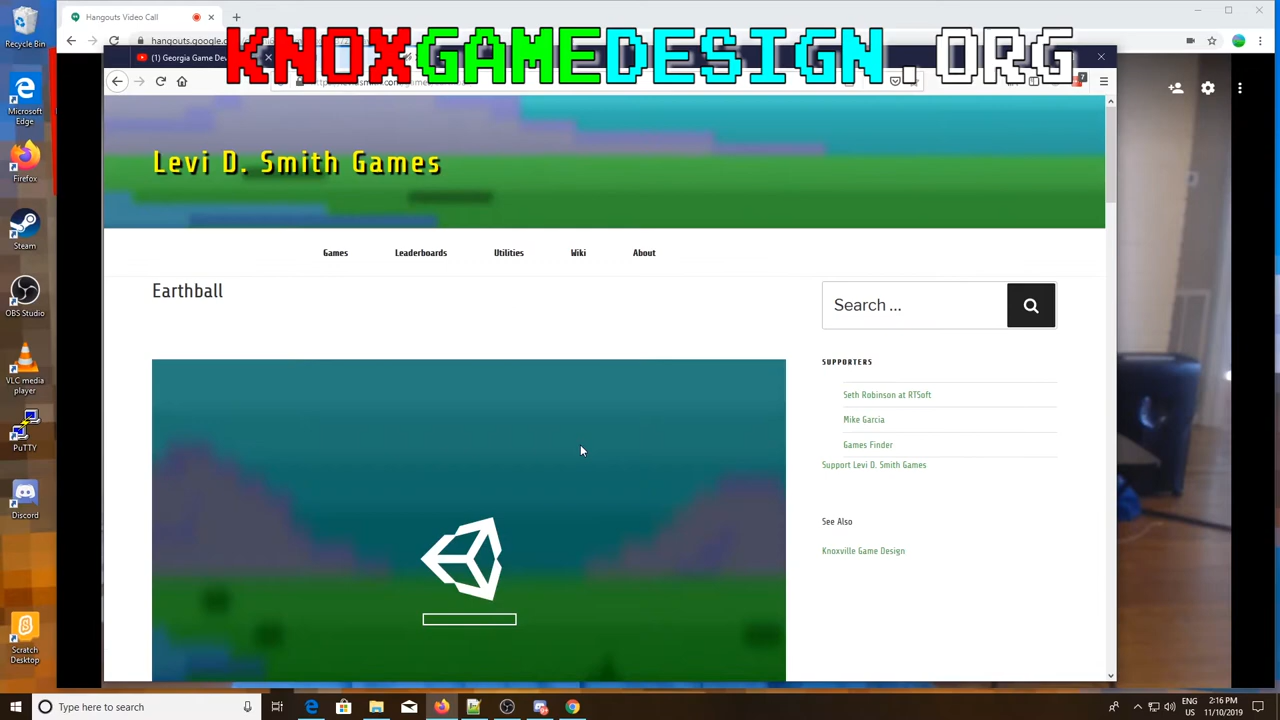 Hangouts Video Call
hangouts.google.c
KNOXGAMEDESIGN.ORG
Georgia Game Dev
Levi D. Smith Games
Games
Leaderboards
Utilities
Wiki
About
Earthball
Search …
SUPPORTERS
Seth Robinson at RTSoft
Mike Garcia
Games Finder
Support Levi D. Smith Games
See Also
Knoxville Game Design
Recycle Bin
Microsoft
Edge
Firefox
Steam
OBS Studio
VLC media
player
PuTTY
Discord
Scratch
Desktop
Type here to search
ENG
US
2:16 PM
11/10/2019
7